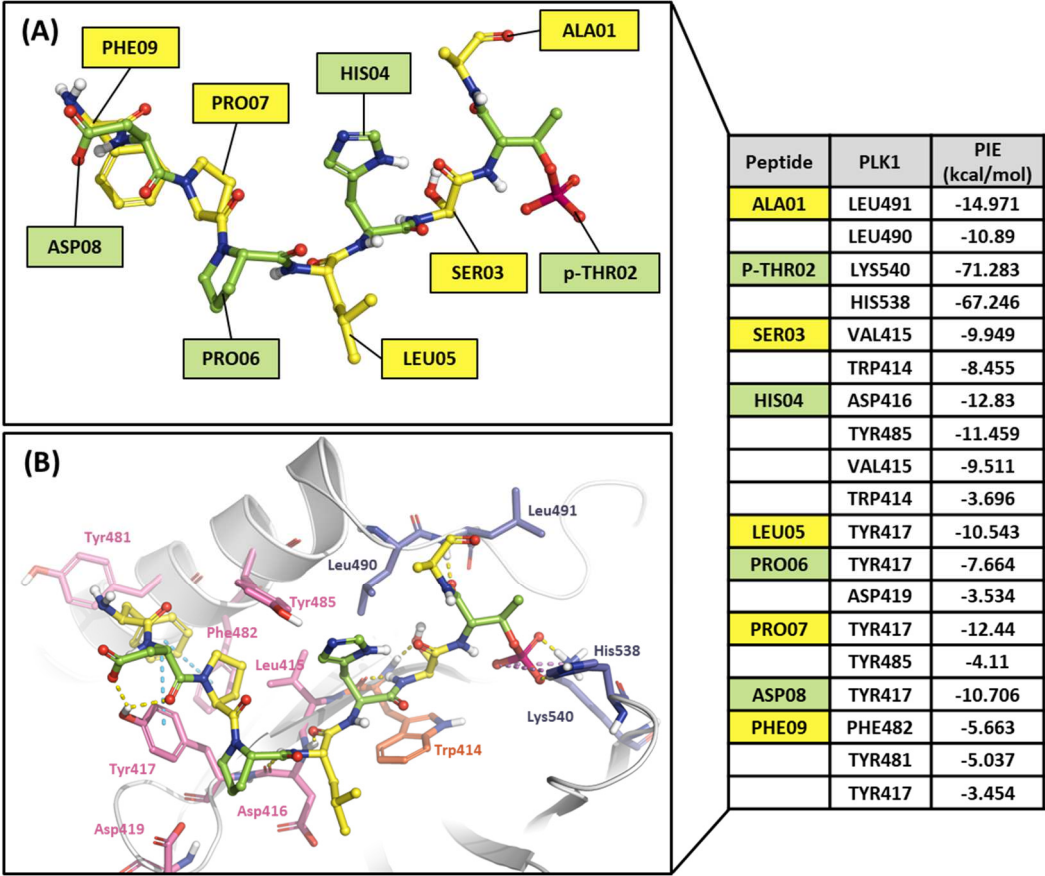 (A)
PHE09
PRO07
HIS04
ALA01
ASP08
PRO06
SER03
LEU05
p-THR02
(B)
Tyr481
Leu490
Leu491
Tyr485
Phe482
Leu415
His538
Lys540
Trp414
Tyr417
Asp416
Asp419
Peptide PLK1 PIE
(kcal/mol)
ALA01 LEU491 -14.971
LEU490 -10.89
P-THR02 LYS540 -71.283
HIS538 -67.246
SER03 VAL415 -9.949
TRP414 -8.455
HIS04 ASP416 -12.83
TYR485 -11.459
VAL415 -9.511
TRP414 -3.696
LEU05 TYR417 -10.543
PRO06 TYR417 -7.664
ASP419 -3.534
PRO07 TYR417 -12.44
TYR485 -4.11
ASP08 TYR417 -10.706
PHE09 PHE482 -5.663
TYR481 -5.037
TYR417 -3.454